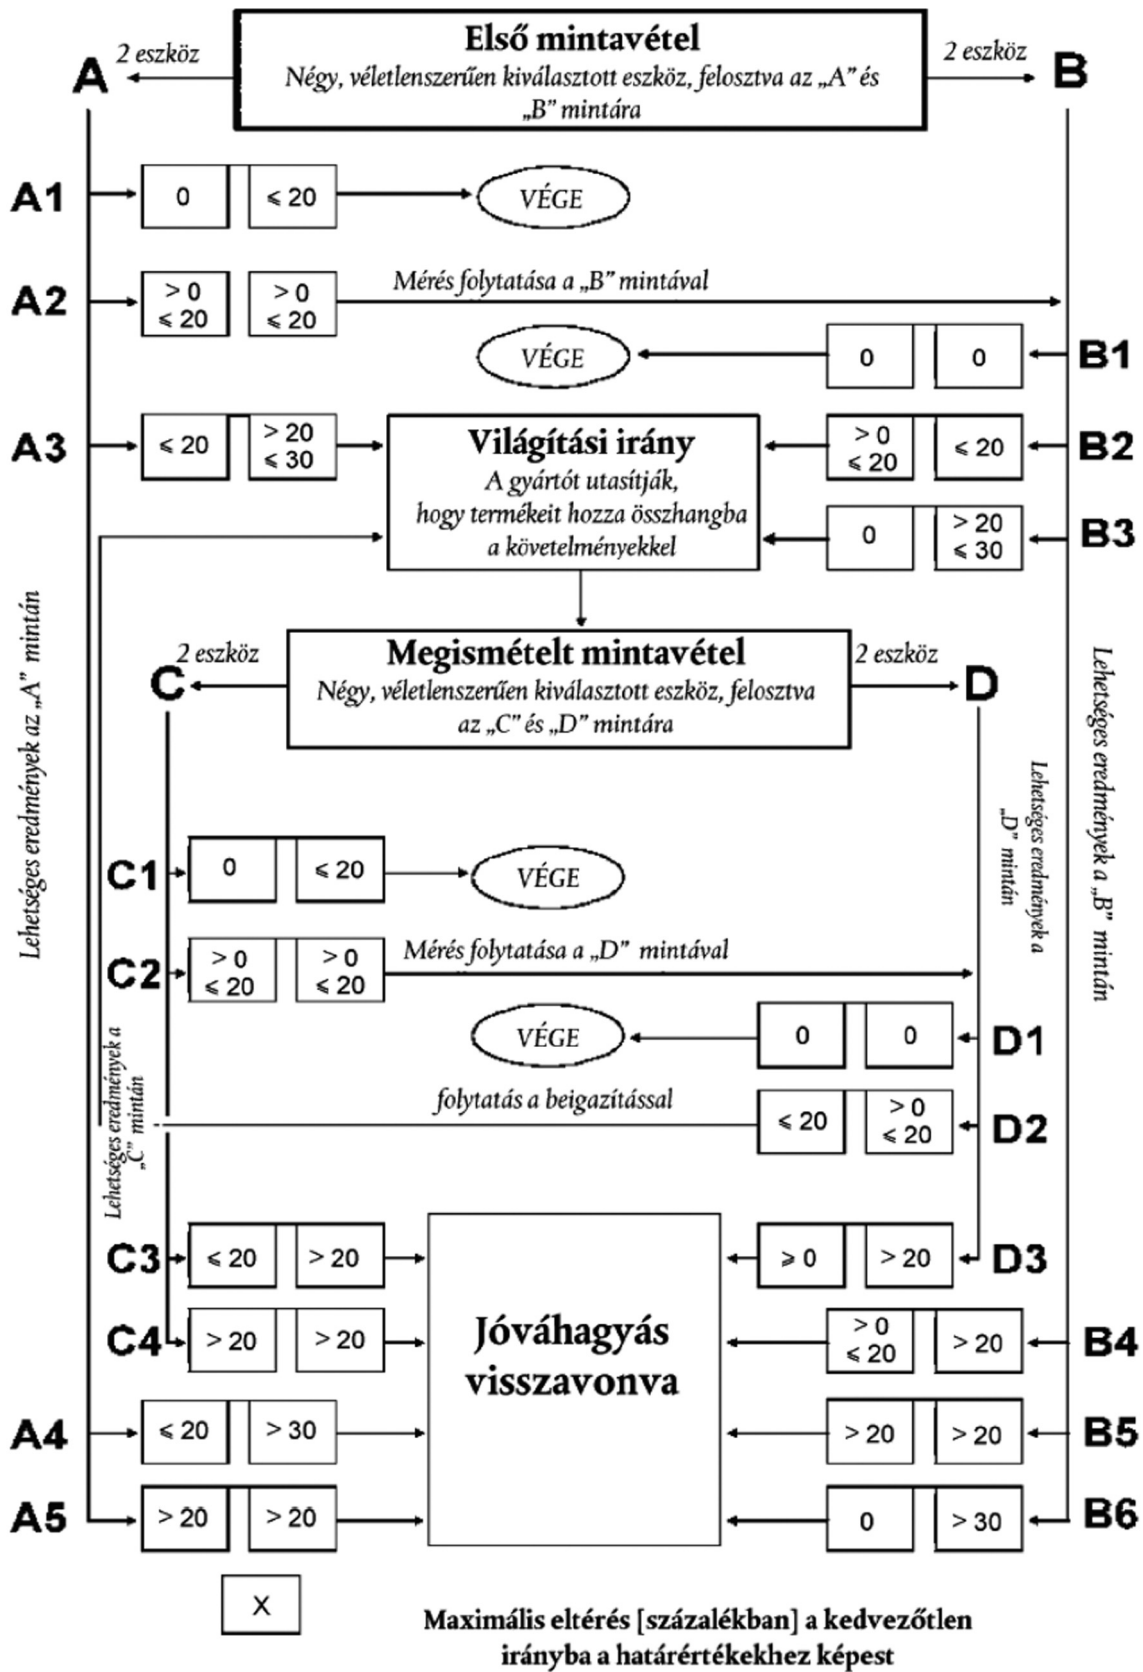 Első mintavétel
Négy, véletlenszerűen kiválasztott eszköz, felosztva az „A” és
„B” mintára
2 eszköz
A
2 eszköz
B
A1
0
⩽ 20
VÉGE
A2
> 0
⩽ 20
> 0
⩽ 20
Mérés folytatása a „B” mintával
VÉGE
0
0
B1
A3
⩽ 20
> 20
⩽ 30
Világítási irány
A gyártót utasítják,
hogy termékeit hozza összhangba
a követelményekkel
> 0
⩽ 20
⩽ 20
B2
0
> 20
⩽ 30
B3
Lehetséges eredmények az „A” mintán
2 eszköz
C
Megismételt mintavétel
Négy, véletlenszerűen kiválasztott eszköz, felosztva
az „C” és „D” mintára
2 eszköz
D
Lehetséges eredmények a „B” mintán
Lehetséges eredmények a
„D” mintán
C1
0
⩽ 20
VÉGE
C2
> 0
⩽ 20
> 0
⩽ 20
Mérés folytatása a „D” mintával
Lehetséges eredmények a
„C” mintán
VÉGE
0
0
D1
folytatás a beigazítással
⩽ 20
> 0
⩽ 20
D2
C3
⩽ 20
> 20
Jóváhagyás
visszavonva
⩾ 0
> 20
D3
C4
> 20
> 20
> 0
⩽ 20
> 20
B4
A4
⩽ 20
> 30
> 20
> 20
B5
A5
> 20
> 20
0
> 30
B6
X
Maximális eltérés [százalékban] a kedvezőtlen
irányba a határértékekhez képest